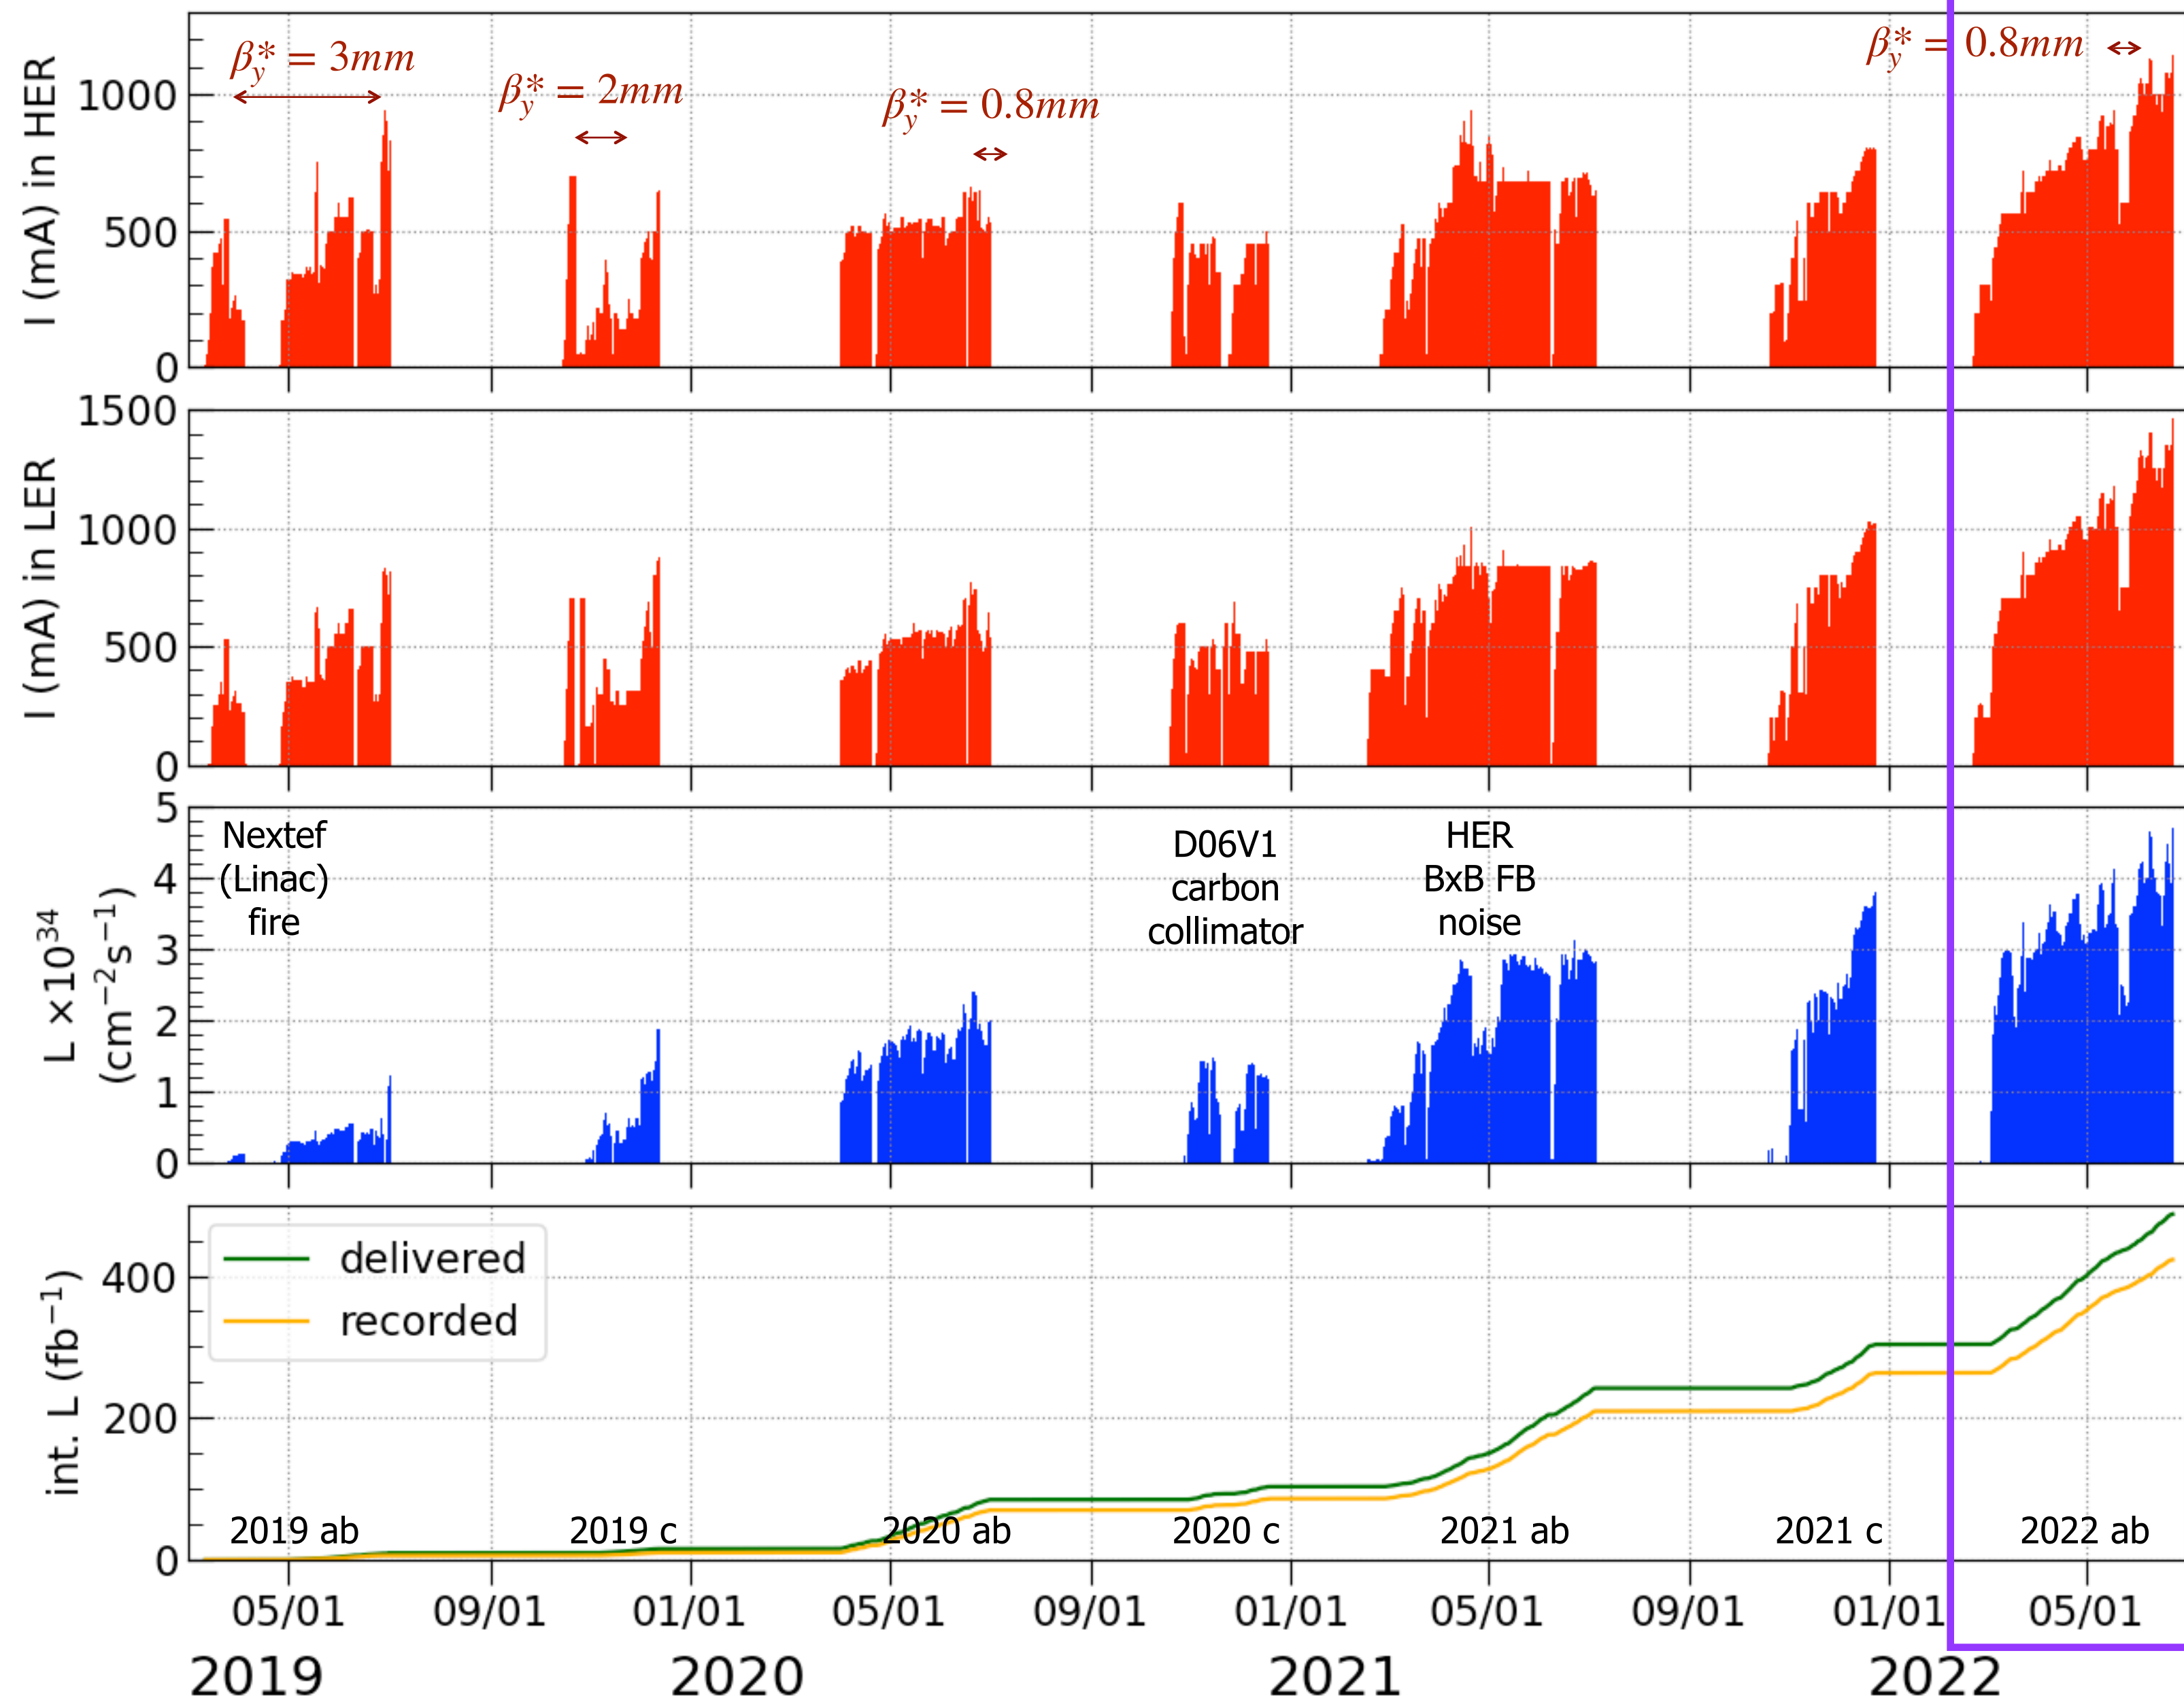 β*y = 3mm
β*y = 2mm
β*y = 0.8mm
β*y = 0.8mm
I (mA) in HER
1000
500
0
I (mA) in LER
1500
1000
500
0
L ×10³⁴
(cm⁻²s⁻¹)
5
4
3
2
1
0
Nextef
(Linac)
fire
D06V1
carbon
collimator
HER
BxB FB
noise
int. L (fb⁻¹)
400
200
0
delivered
recorded
2019 ab
2019 c
2020 ab
2020 c
2021 ab
2021 c
2022 ab
05/01
09/01
01/01
05/01
09/01
01/01
05/01
09/01
01/01
05/01
2019
2020
2021
2022